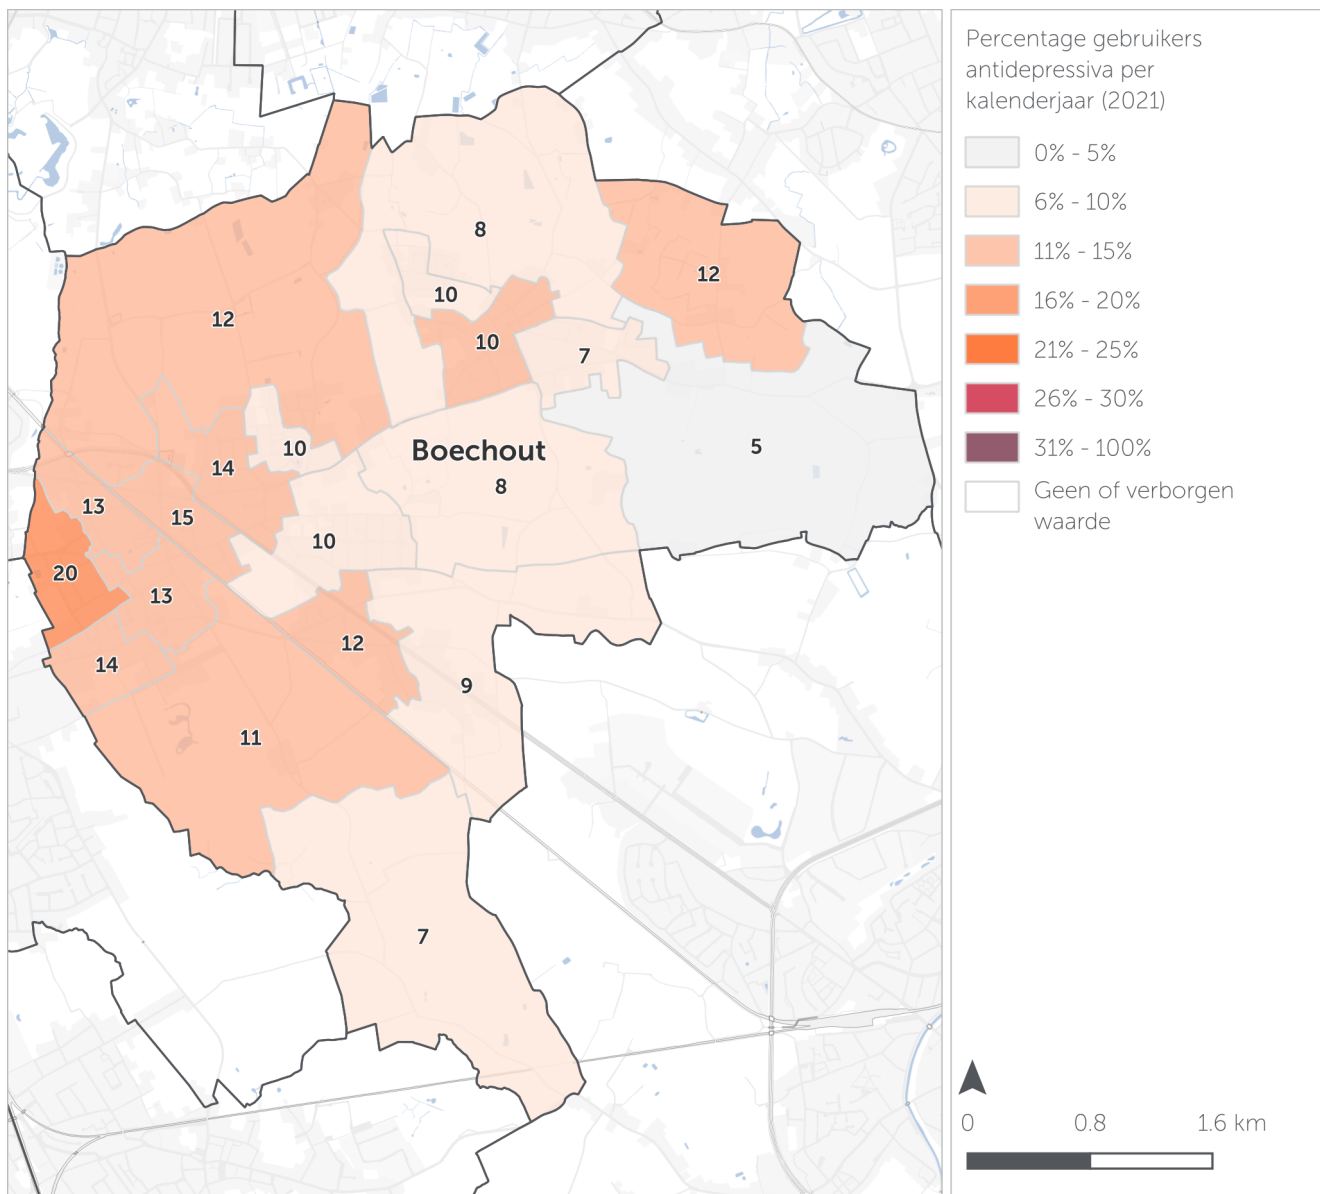 Percentage gebruikers
antidepressiva per
kalenderjaar (2021)
0% - 5%
6% - 10%
11% - 15%
16% - 20%
21% - 25%
26% - 30%
31% - 100%
Geen of verborgen
waarde
8
12
10
12
10
7
10
Boechout
5
14
8
13
15
10
20
13
12
14
9
11
7
0 0.8 1.6 km